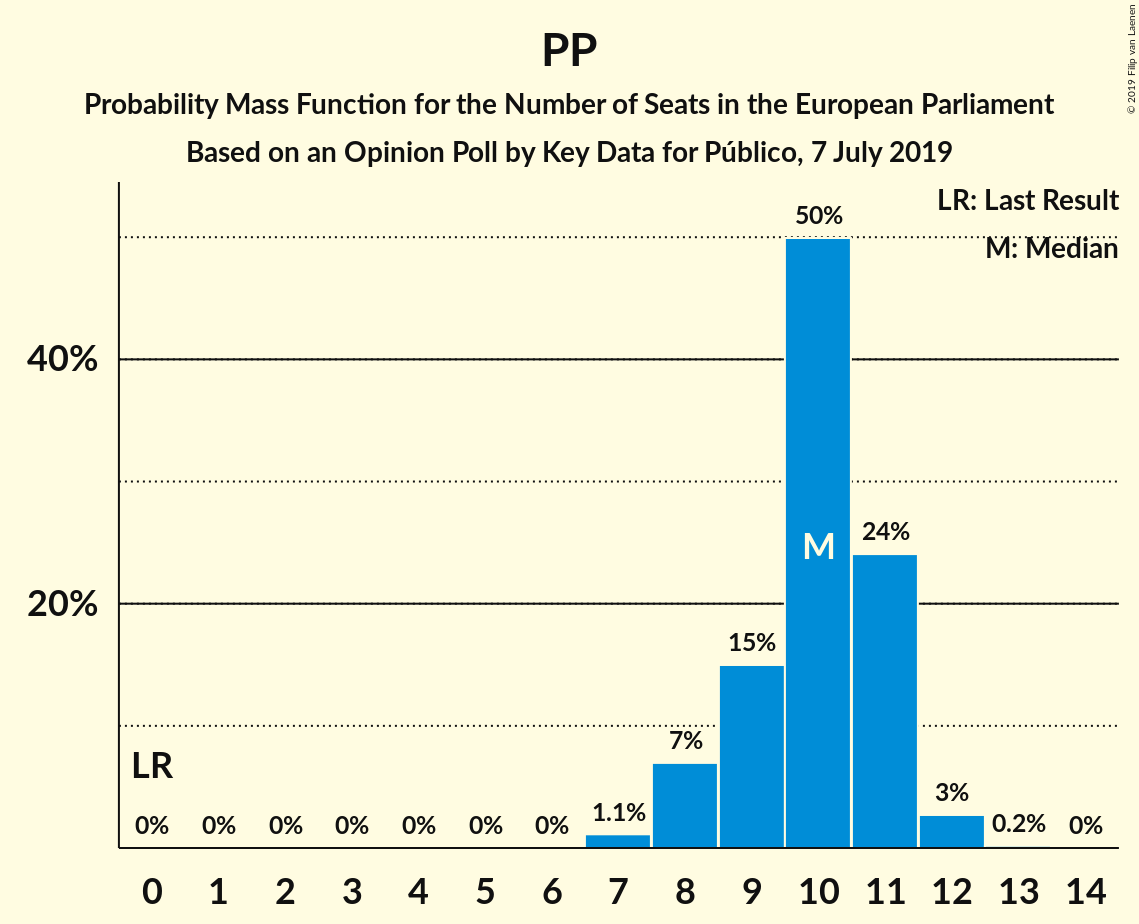 PP
Probability Mass Function for the Number of Seats in the European Parliament
Based on an Opinion Poll by Key Data for Público, 7 July 2019
© 2019 Filip van Laenen
LR: Last Result
M: Median
50%
40%
24%
M
20%
15%
7%
LR
3%
1.1%
0% 0% 0% 0% 0% 0% 0% 0.2% 0%
0 1 2 3 4 5 6 7 8 9 10 11 12 13 14